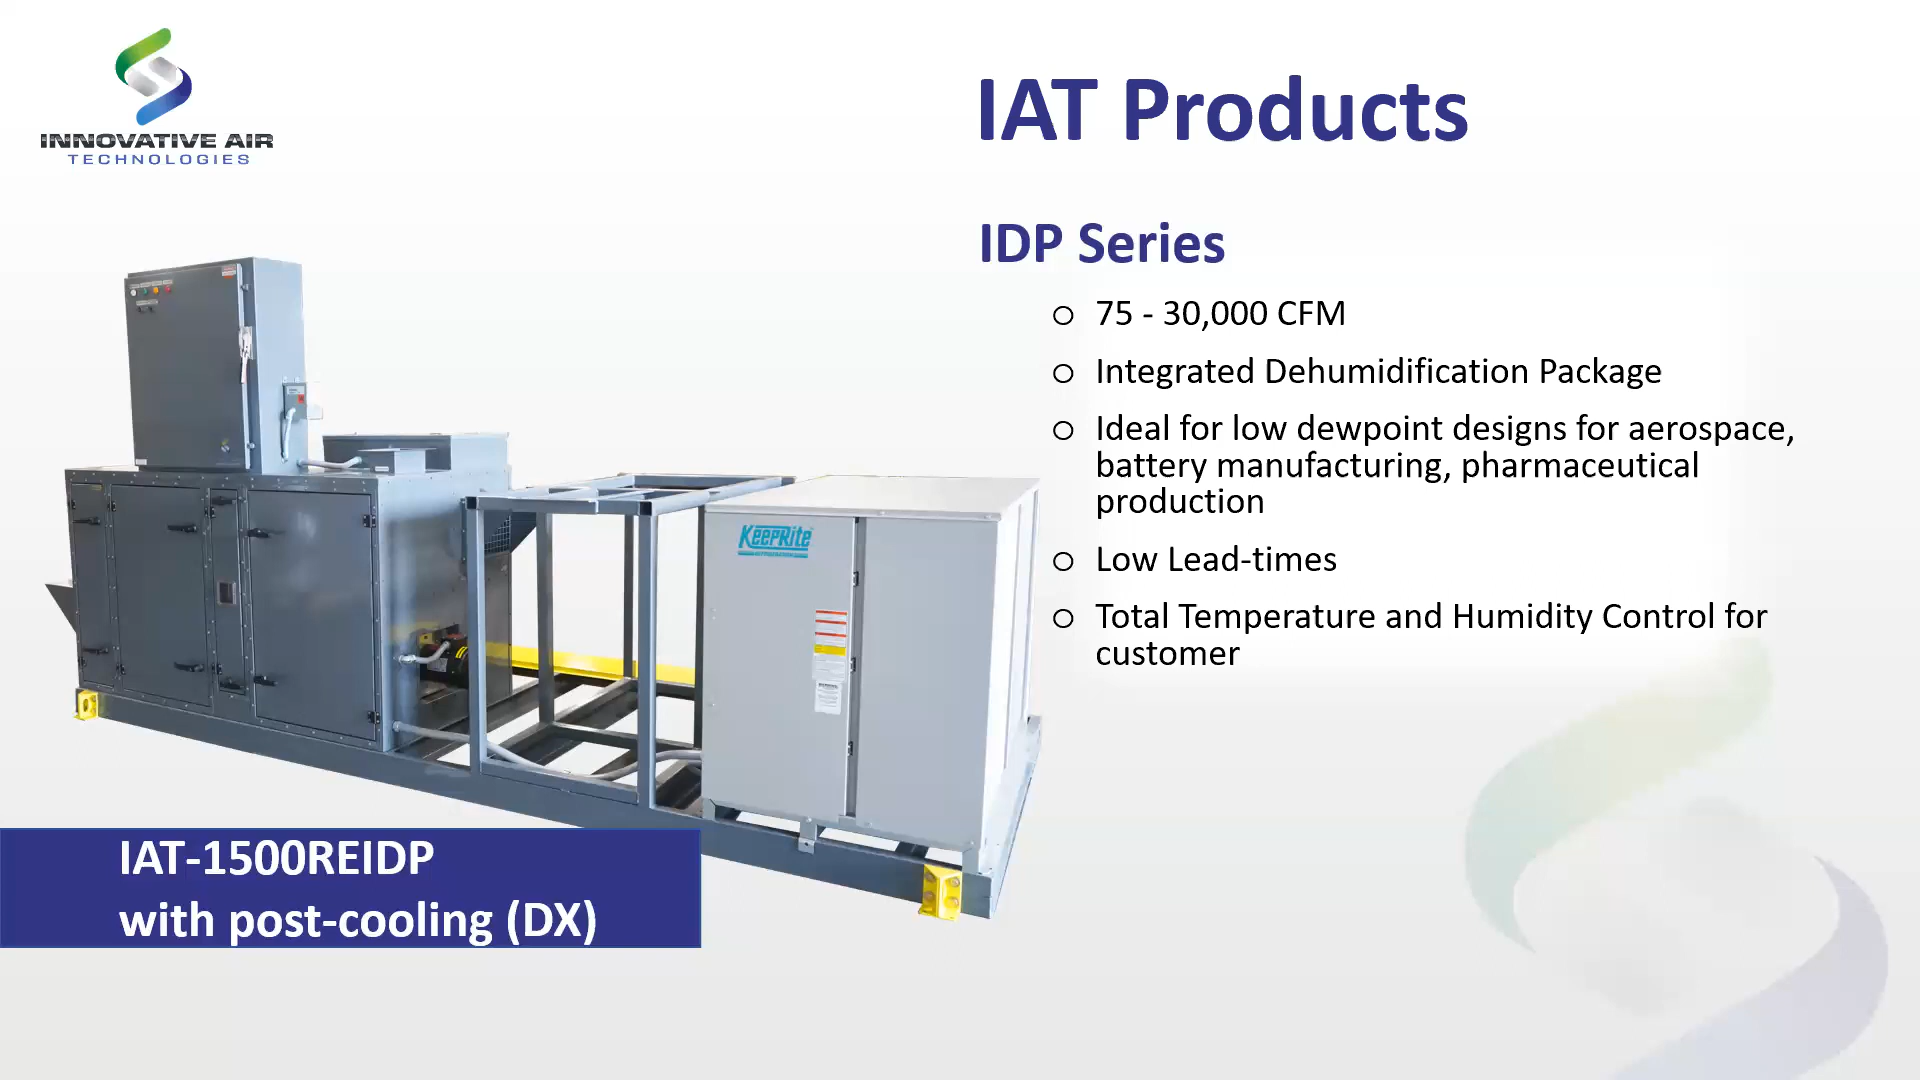 INNOVATIVE AIR
TECHNOLOGIES
IAT Products
IDP Series
75 - 30,000 CFM
Integrated Dehumidification Package
Ideal for low dewpoint designs for aerospace,
battery manufacturing, pharmaceutical
production
Low Lead-times
Total Temperature and Humidity Control for
customer
KeepRite
IAT-1500REIDP
with post-cooling (DX)